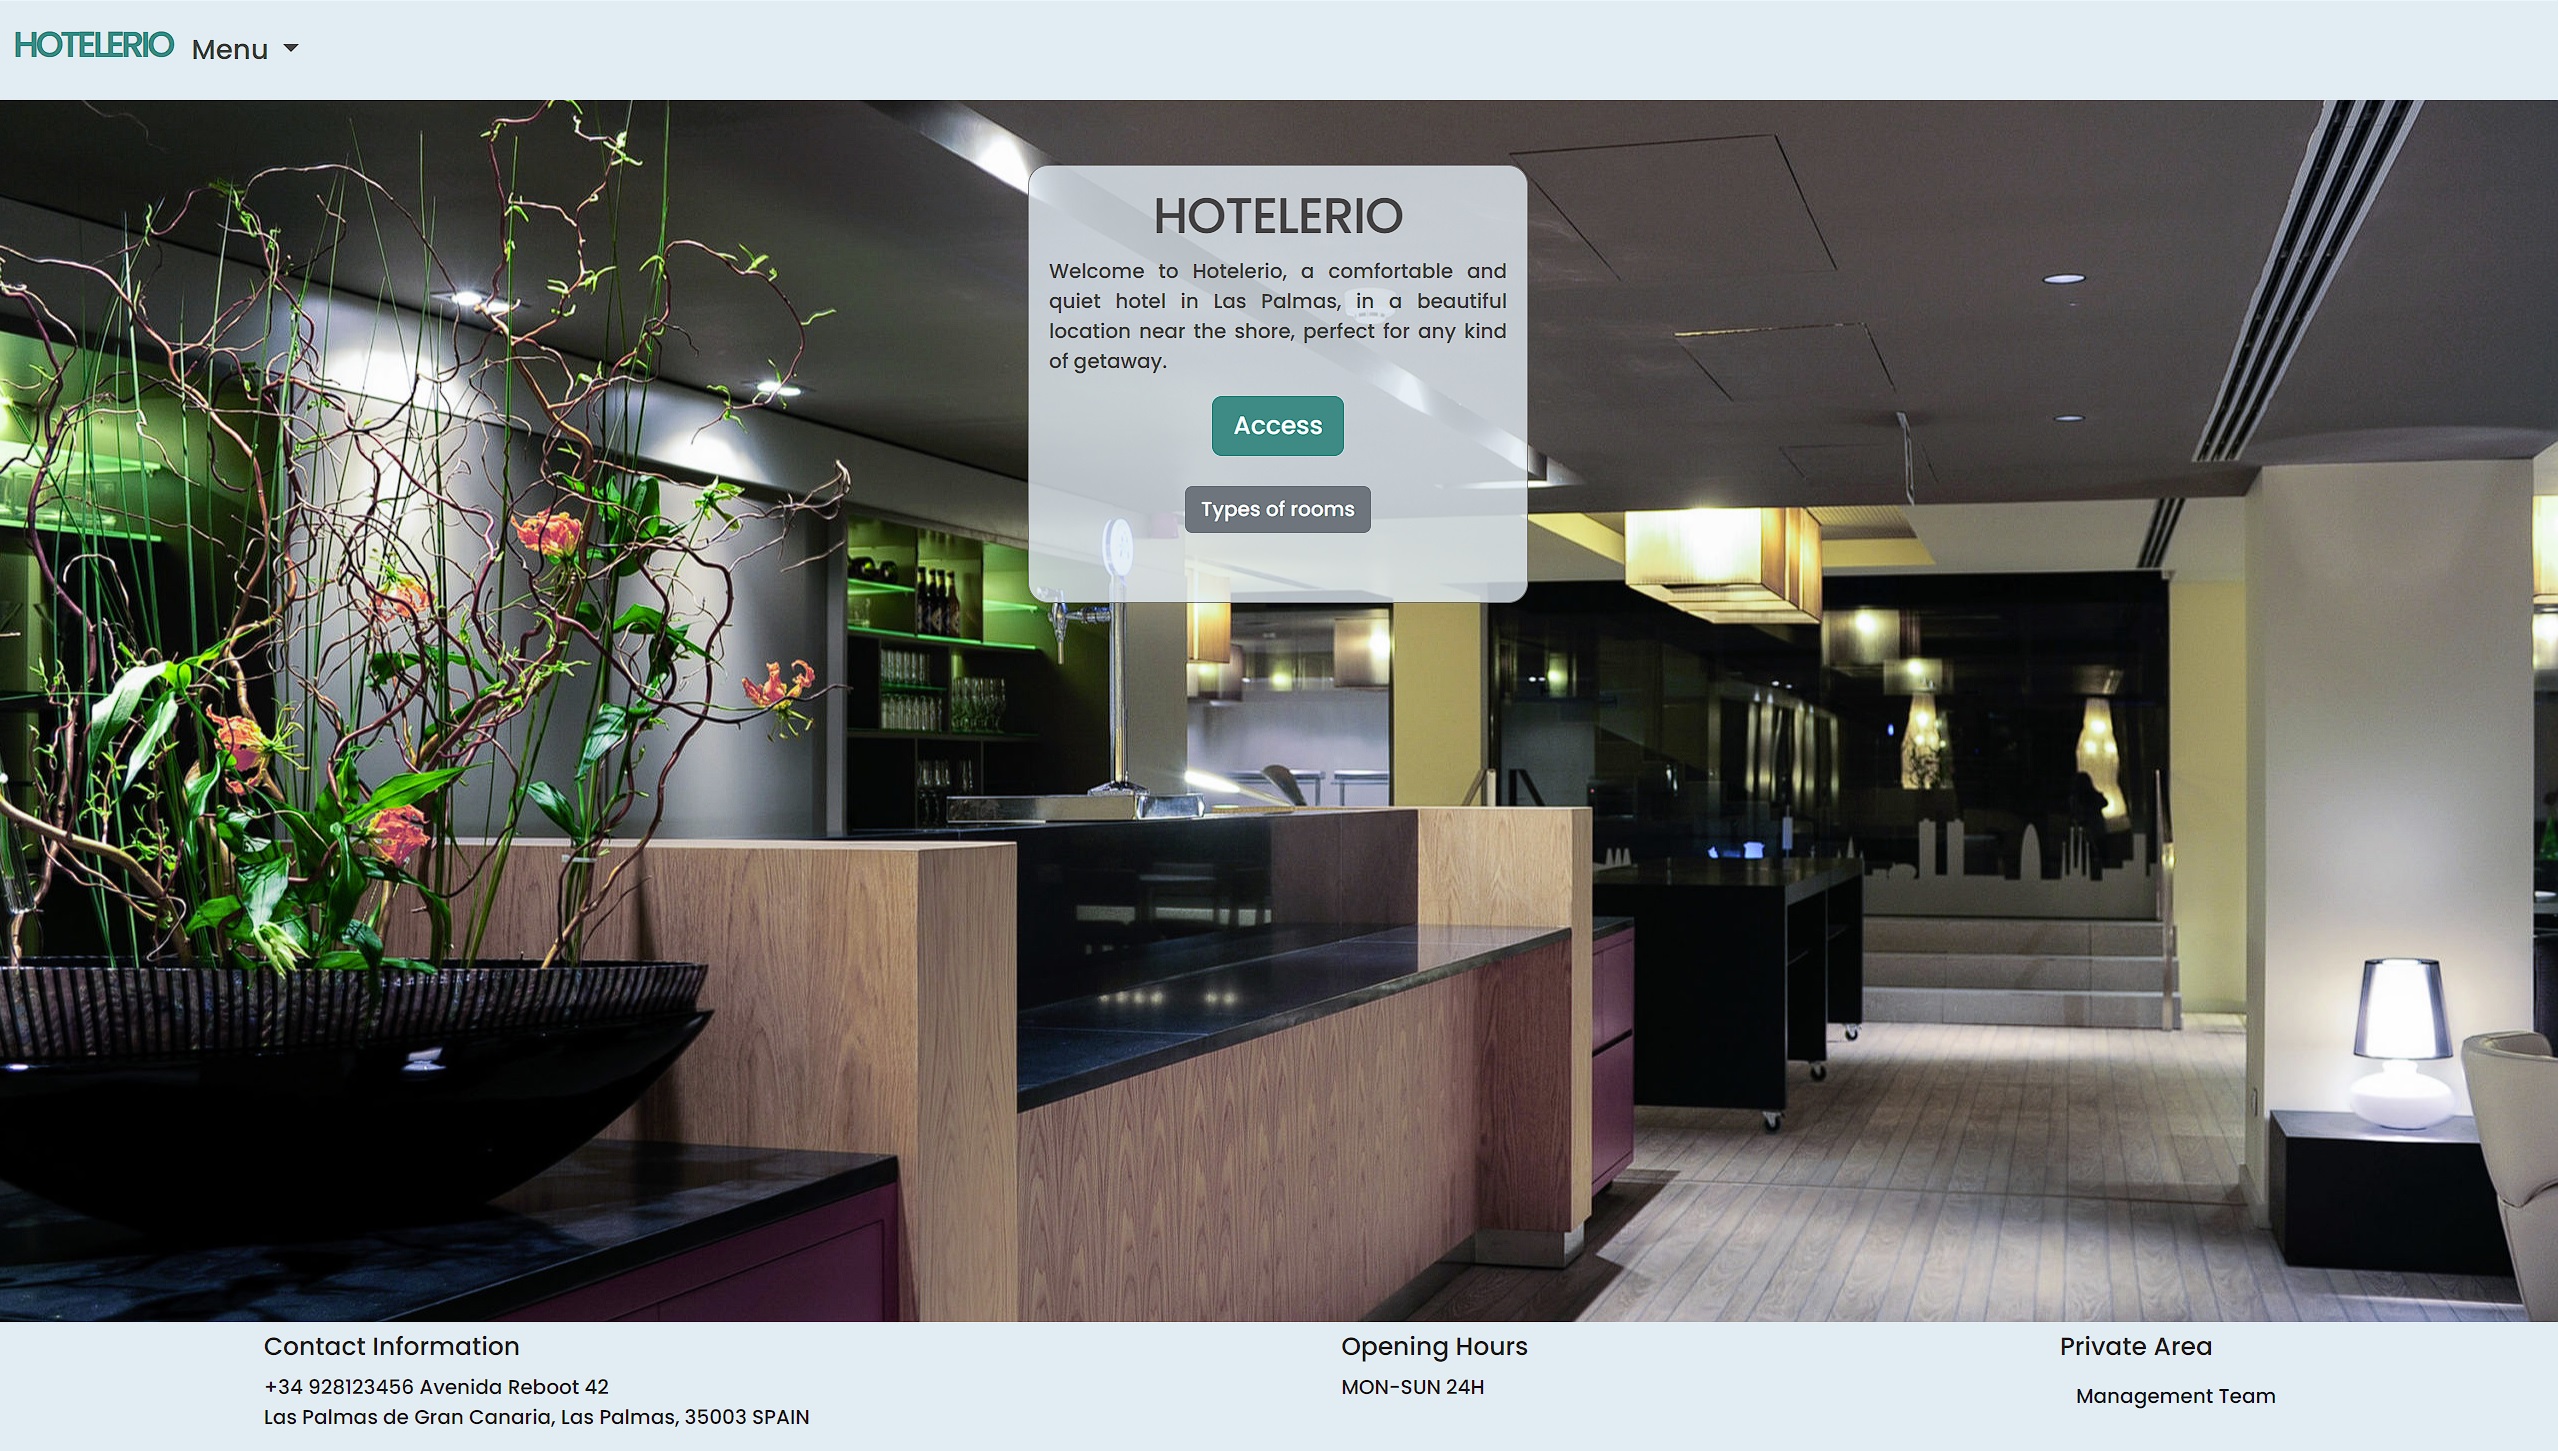 HOTELERIO Menu
HOTELERIO
Welcome to Hotelerio, a comfortable and
quiet hotel in Las Palmas, in a beautiful
location near the shore, perfect for any kind
of getaway.
Access
Types of rooms
Contact Information
+34 928123456 Avenida Reboot 42
Las Palmas de Gran Canaria, Las Palmas, 35003 SPAIN
Opening Hours
MON-SUN 24H
Private Area
Management Team